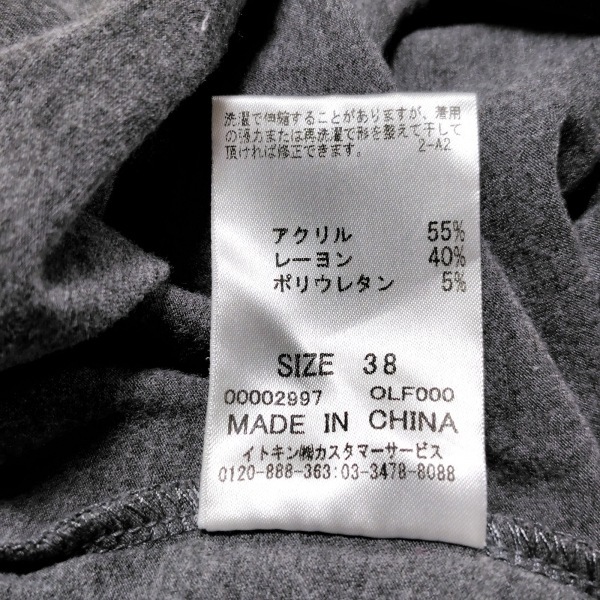 洗濯で伸縮することがありますが、着用
の張力または再洗濯で形を整えて干して
頂ければ修正できます。 2-A2
アクリル 55%
レーヨン 40%
ポリウレタン 5%
SIZE 38
00002997 OLF000
MADE IN CHINA
イトキン㈱カスタマーサービス
0120-888-363:03-3478-8088